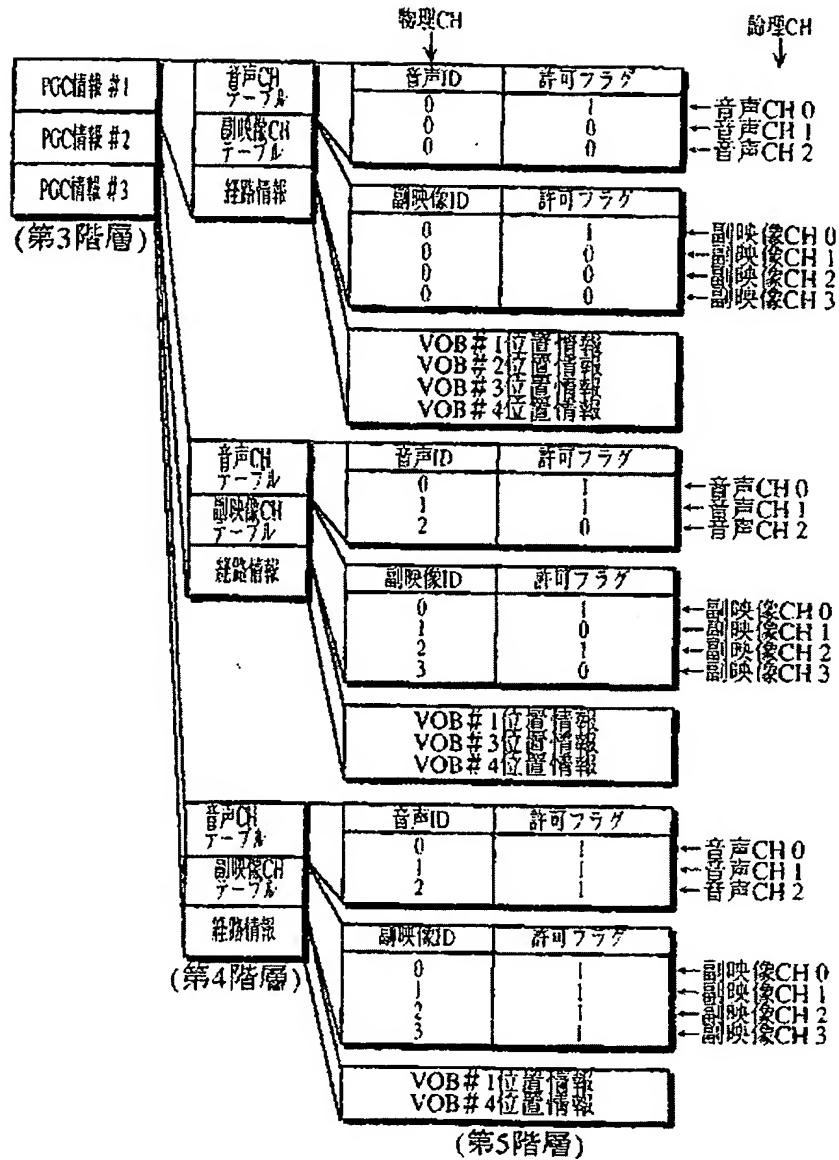 物理CH
論理CH
PGC情報 #1
PGC情報 #2
PGC情報 #3
(第3階層)
音声CH
テーブル
副映像CH
テーブル
経路情報
音声ID 許可フラグ
0 1 ←音声CH 0
0 0 ←音声CH 1
0 0 ←音声CH 2
副映像ID 許可フラグ
0 1 ←副映像CH 0
0 0 ←副映像CH 1
0 0 ←副映像CH 2
0 0 ←副映像CH 3
VOB#1位置情報
VOB#2位置情報
VOB#3位置情報
VOB#4位置情報
音声CH
テーブル
副映像CH
テーブル
経路情報
音声ID 許可フラグ
0 1 ←音声CH 0
1 1 ←音声CH 1
2 0 ←音声CH 2
副映像ID 許可フラグ
0 1 ←副映像CH 0
1 0 ←副映像CH 1
2 1 ←副映像CH 2
3 0 ←副映像CH 3
VOB#1位置情報
VOB#3位置情報
VOB#4位置情報
音声CH
テーブル
副映像CH
テーブル
経路情報
(第4階層)
音声ID 許可フラグ
0 1 ←音声CH 0
1 1 ←音声CH 1
2 1 ←音声CH 2
副映像ID 許可フラグ
0 1 ←副映像CH 0
1 1 ←副映像CH 1
2 1 ←副映像CH 2
3 1 ←副映像CH 3
VOB#1位置情報
VOB#4位置情報
(第5階層)